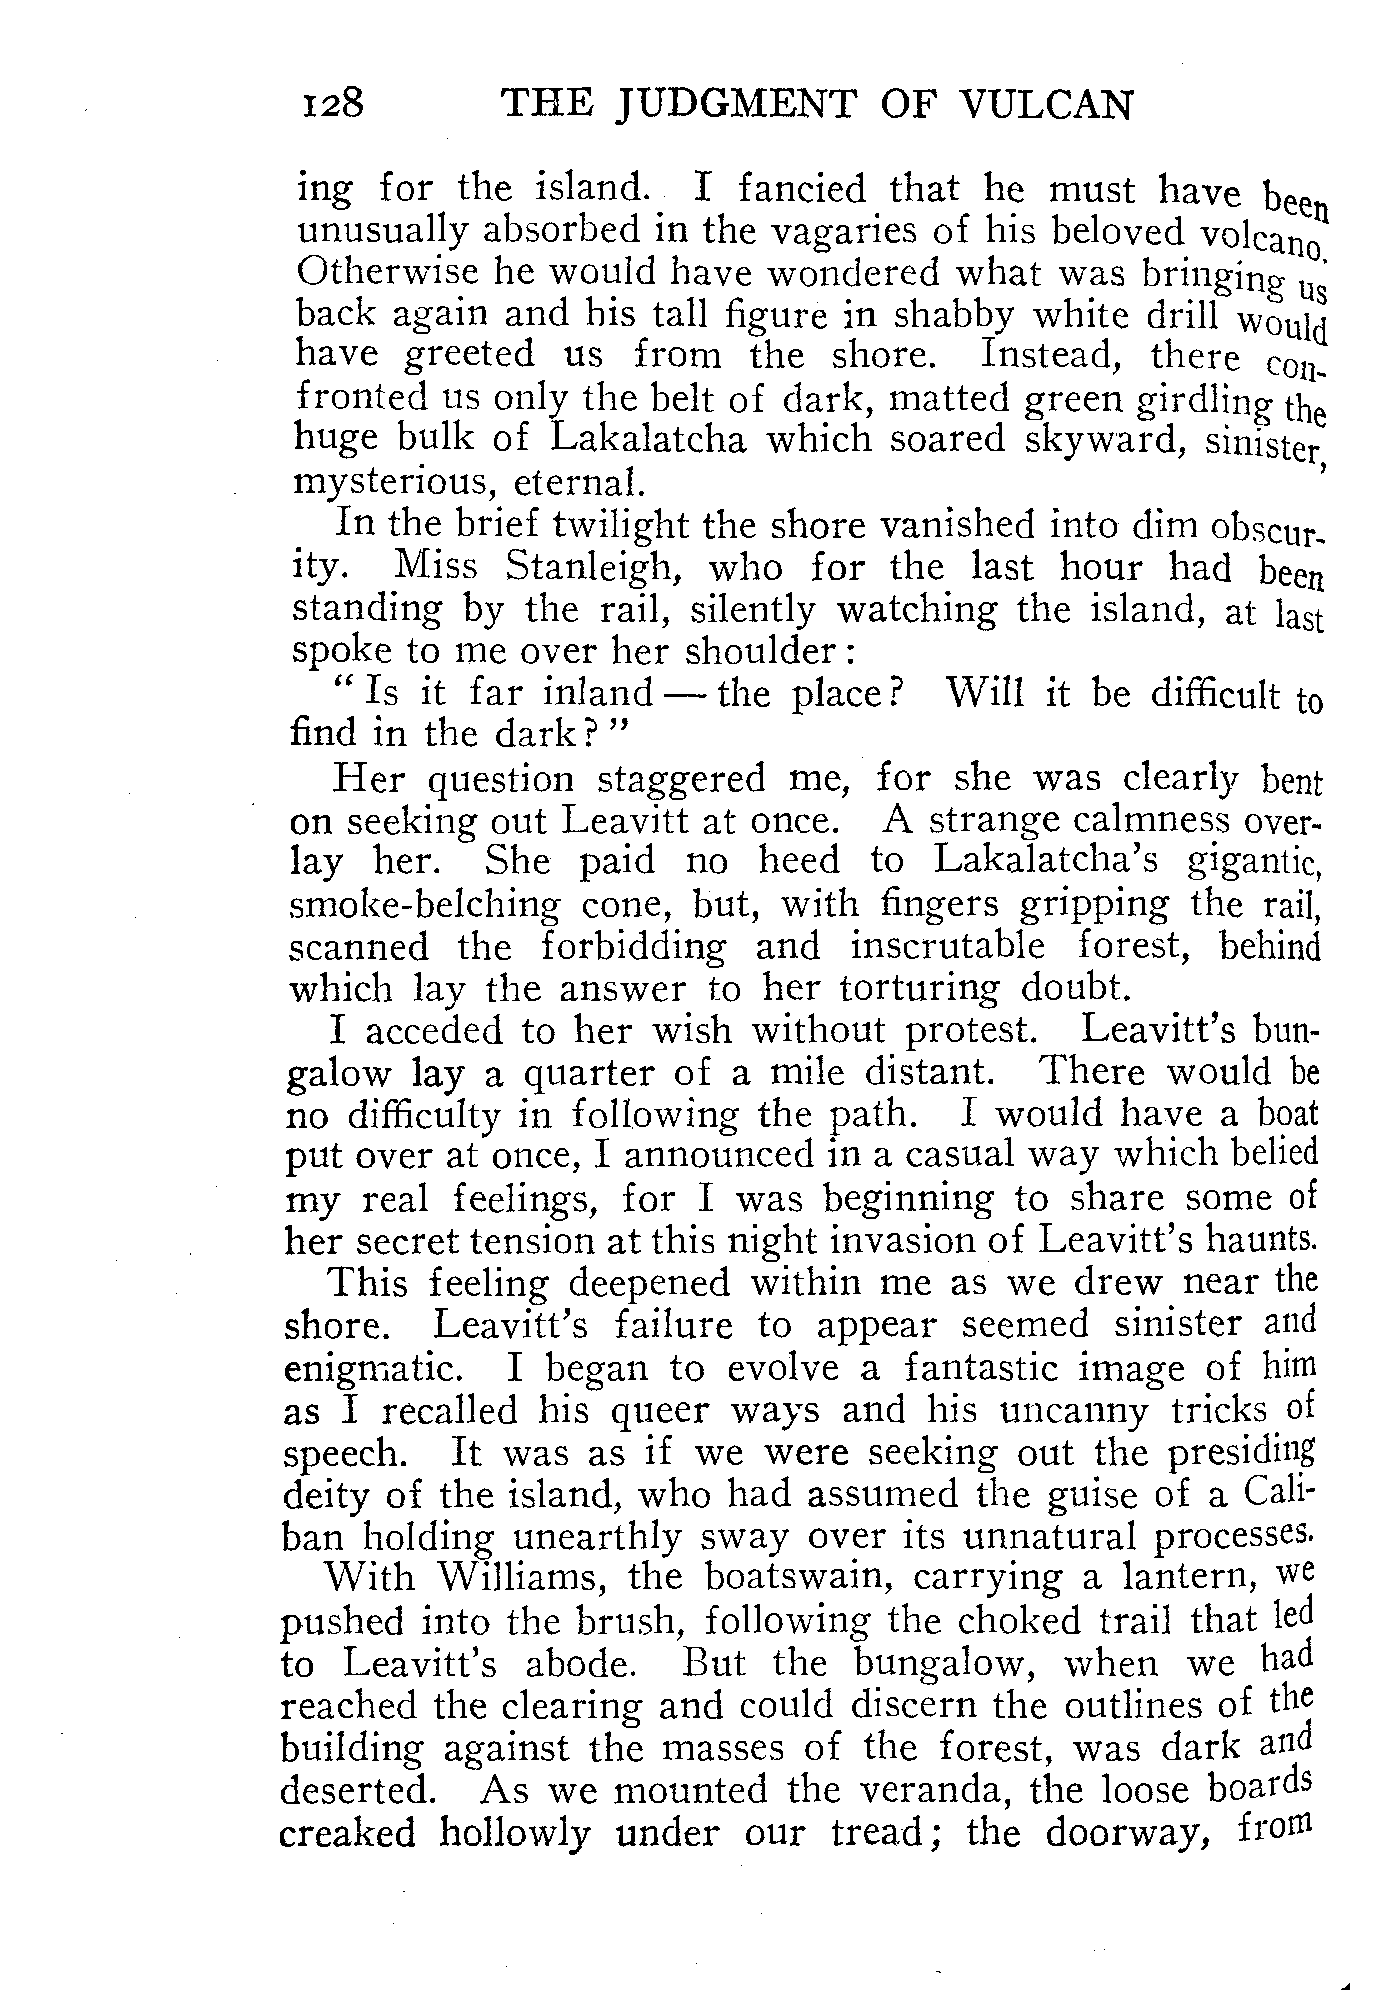 128 THE JUDGMENT OF VULCAN
ing for the island. I fancied that he must have been
unusually absorbed in the vagaries of his beloved volcano.
Otherwise he would have wondered what was bringing us
back again and his tall figure in shabby white drill would
have greeted us from the shore. Instead, there con-
fronted us only the belt of dark, matted green girdling the
huge bulk of Lakalatcha which soared skyward, sinister,
mysterious, eternal.
In the brief twilight the shore vanished into dim obscur-
ity. Miss Stanleigh, who for the last hour had been
standing by the rail, silently watching the island, at last
spoke to me over her shoulder:
"Is it far inland — the place? Will it be difficult to
find in the dark?"
Her question staggered me, for she was clearly bent
on seeking out Leavitt at once. A strange calmness over-
lay her. She paid no heed to Lakalatcha's gigantic,
smoke-belching cone, but, with fingers gripping the rail,
scanned the forbidding and inscrutable forest, behind
which lay the answer to her torturing doubt.
I acceded to her wish without protest. Leavitt's bun-
galow lay a quarter of a mile distant. There would be
no difficulty in following the path. I would have a boat
put over at once, I announced in a casual way which belied
my real feelings, for I was beginning to share some of
her secret tension at this night invasion of Leavitt's haunts.
This feeling deepened within me as we drew near the
shore. Leavitt's failure to appear seemed sinister and
enigmatic. I began to evolve a fantastic image of him
as I recalled his queer ways and his uncanny tricks of
speech. It was as if we were seeking out the presiding
deity of the island, who had assumed the guise of a Cali-
ban holding unearthly sway over its unnatural processes.
With Williams, the boatswain, carrying a lantern, we
pushed into the brush, following the choked trail that led
to Leavitt's abode. But the bungalow, when we had
reached the clearing and could discern the outlines of the
building against the masses of the forest, was dark and
deserted. As we mounted the veranda, the loose boards
creaked hollowly under our tread; the doorway, from